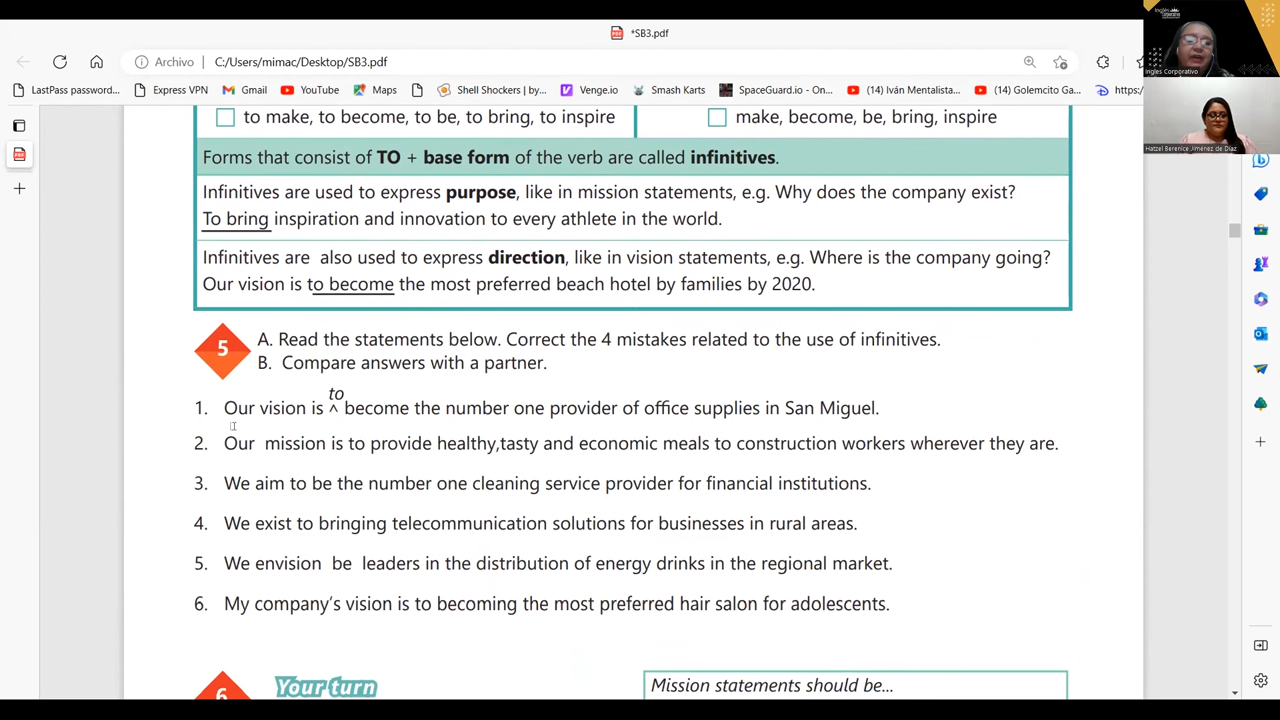 *SB3.pdf
Archivo
C:/Users/mimac/Desktop/SB3.pdf
LastPass password...
Express VPN
Gmail
YouTube
Maps
Shell Shockers | by...
Venge.io
Smash Karts
SpaceGuard.io - On...
(14) Iván Mentalista...
(14) Golemcito Ga...
https:/
Inglés Corporativo
Hatzel Berenice Jiménez de Díaz
to make, to become, to be, to bring, to inspire
make, become, be, bring, inspire
Forms that consist of TO + base form of the verb are called infinitives.
Infinitives are used to express purpose, like in mission statements, e.g. Why does the company exist?
To bring inspiration and innovation to every athlete in the world.
Infinitives are also used to express direction, like in vision statements, e.g. Where is the company going?
Our vision is to become the most preferred beach hotel by families by 2020.
5
A. Read the statements below. Correct the 4 mistakes related to the use of infinitives.
B. Compare answers with a partner.
to
1. Our vision is ^ become the number one provider of office supplies in San Miguel.
2. Our mission is to provide healthy,tasty and economic meals to construction workers wherever they are.
3. We aim to be the number one cleaning service provider for financial institutions.
4. We exist to bringing telecommunication solutions for businesses in rural areas.
5. We envision be leaders in the distribution of energy drinks in the regional market.
6. My company's vision is to becoming the most preferred hair salon for adolescents.
6
Your turn
Mission statements should be...